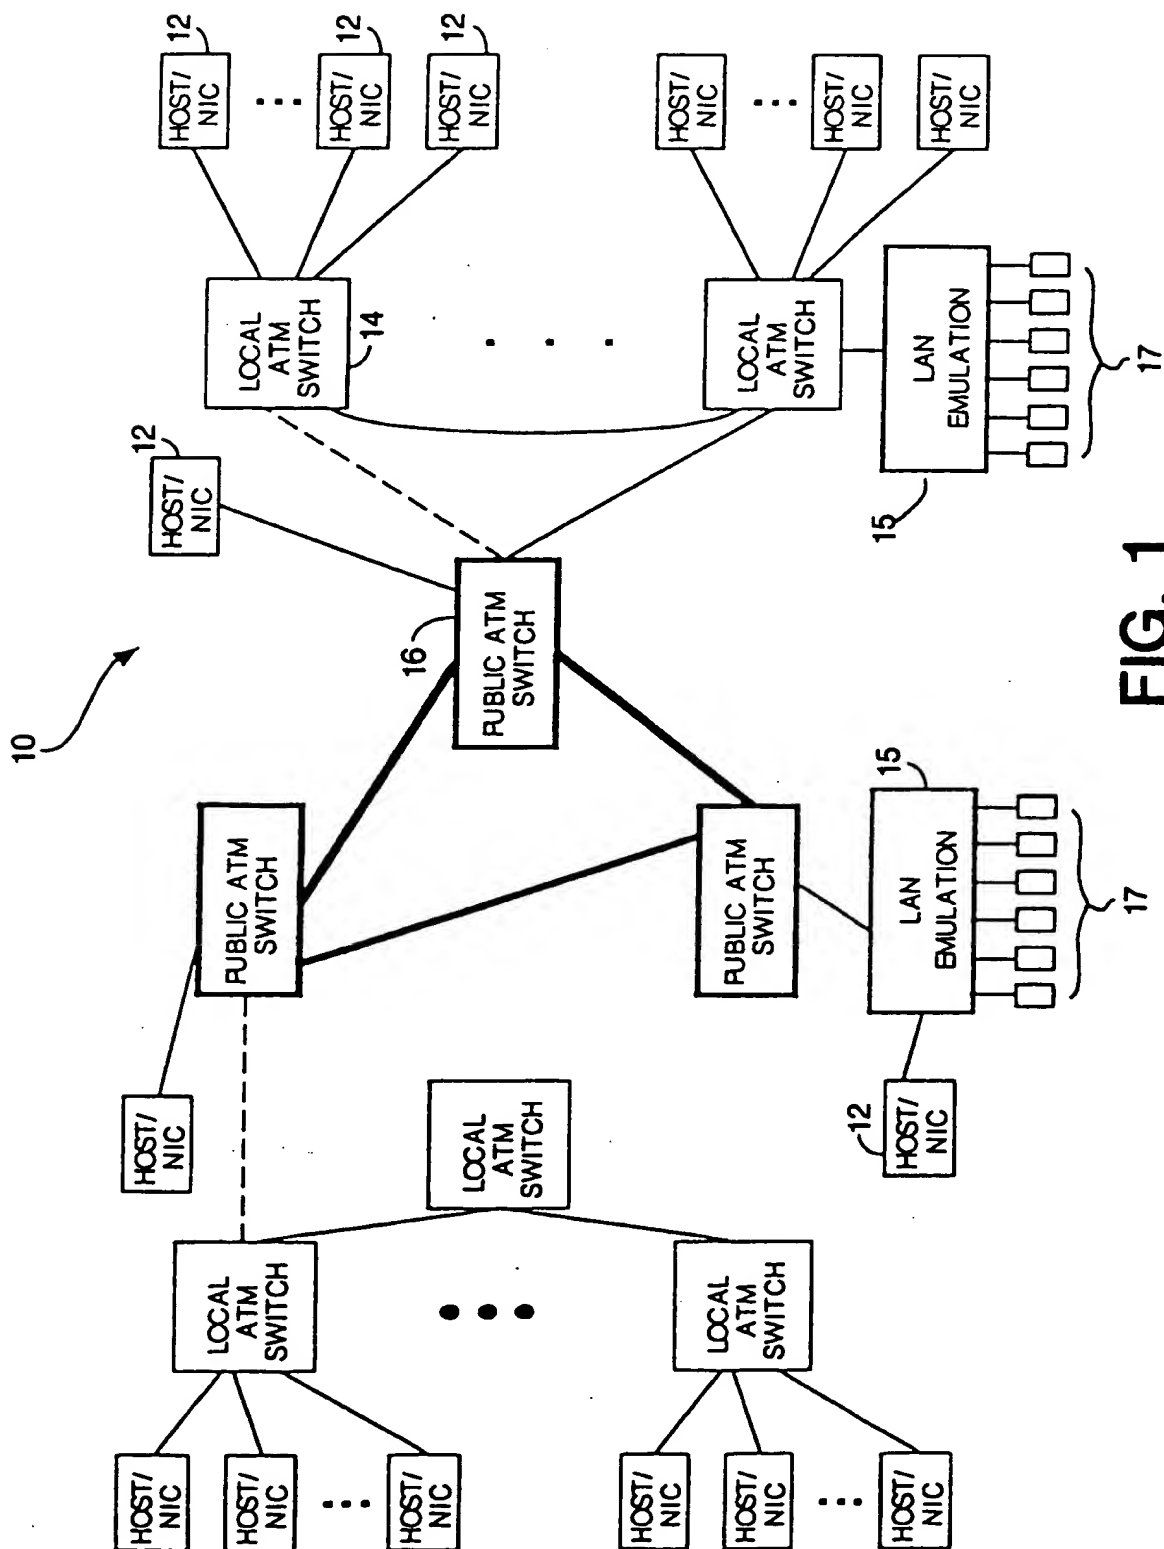 10
HOST/
NIC
HOST/
NIC
HOST/
NIC
HOST/
NIC
HOST/
NIC
HOST/
NIC
LOCAL
ATM
SWITCH
LOCAL
ATM
SWITCH
LOCAL
ATM
SWITCH
HOST/
NIC
12
HOST/
NIC
PUBLIC ATM
SWITCH
PUBLIC ATM
SWITCH
15
LAN
EMULATION
17
16
PUBLIC ATM
SWITCH
12
HOST/
NIC
LOCAL
ATM
SWITCH
14
LOCAL
ATM
SWITCH
15
LAN
EMULATION
17
12
HOST/
NIC
12
HOST/
NIC
12
HOST/
NIC
HOST/
NIC
HOST/
NIC
HOST/
NIC
FIG. 1